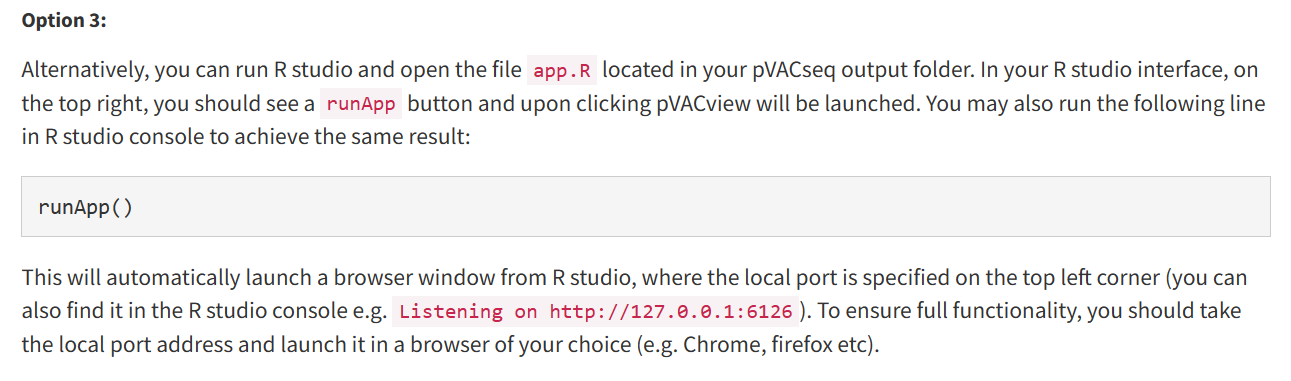 Option 3:
Alternatively, you can run R studio and open the file app.R located in your pVACseq output folder. In your R studio interface, on
the top right, you should see a runApp button and upon clicking pVACview will be launched. You may also run the following line
in R studio console to achieve the same result:
runApp()
This will automatically launch a browser window from R studio, where the local port is specified on the top left corner (you can
also find it in the R studio console e.g. Listening on http://127.0.0.1:6126 ). To ensure full functionality, you should take
the local port address and launch it in a browser of your choice (e.g. Chrome, firefox etc).